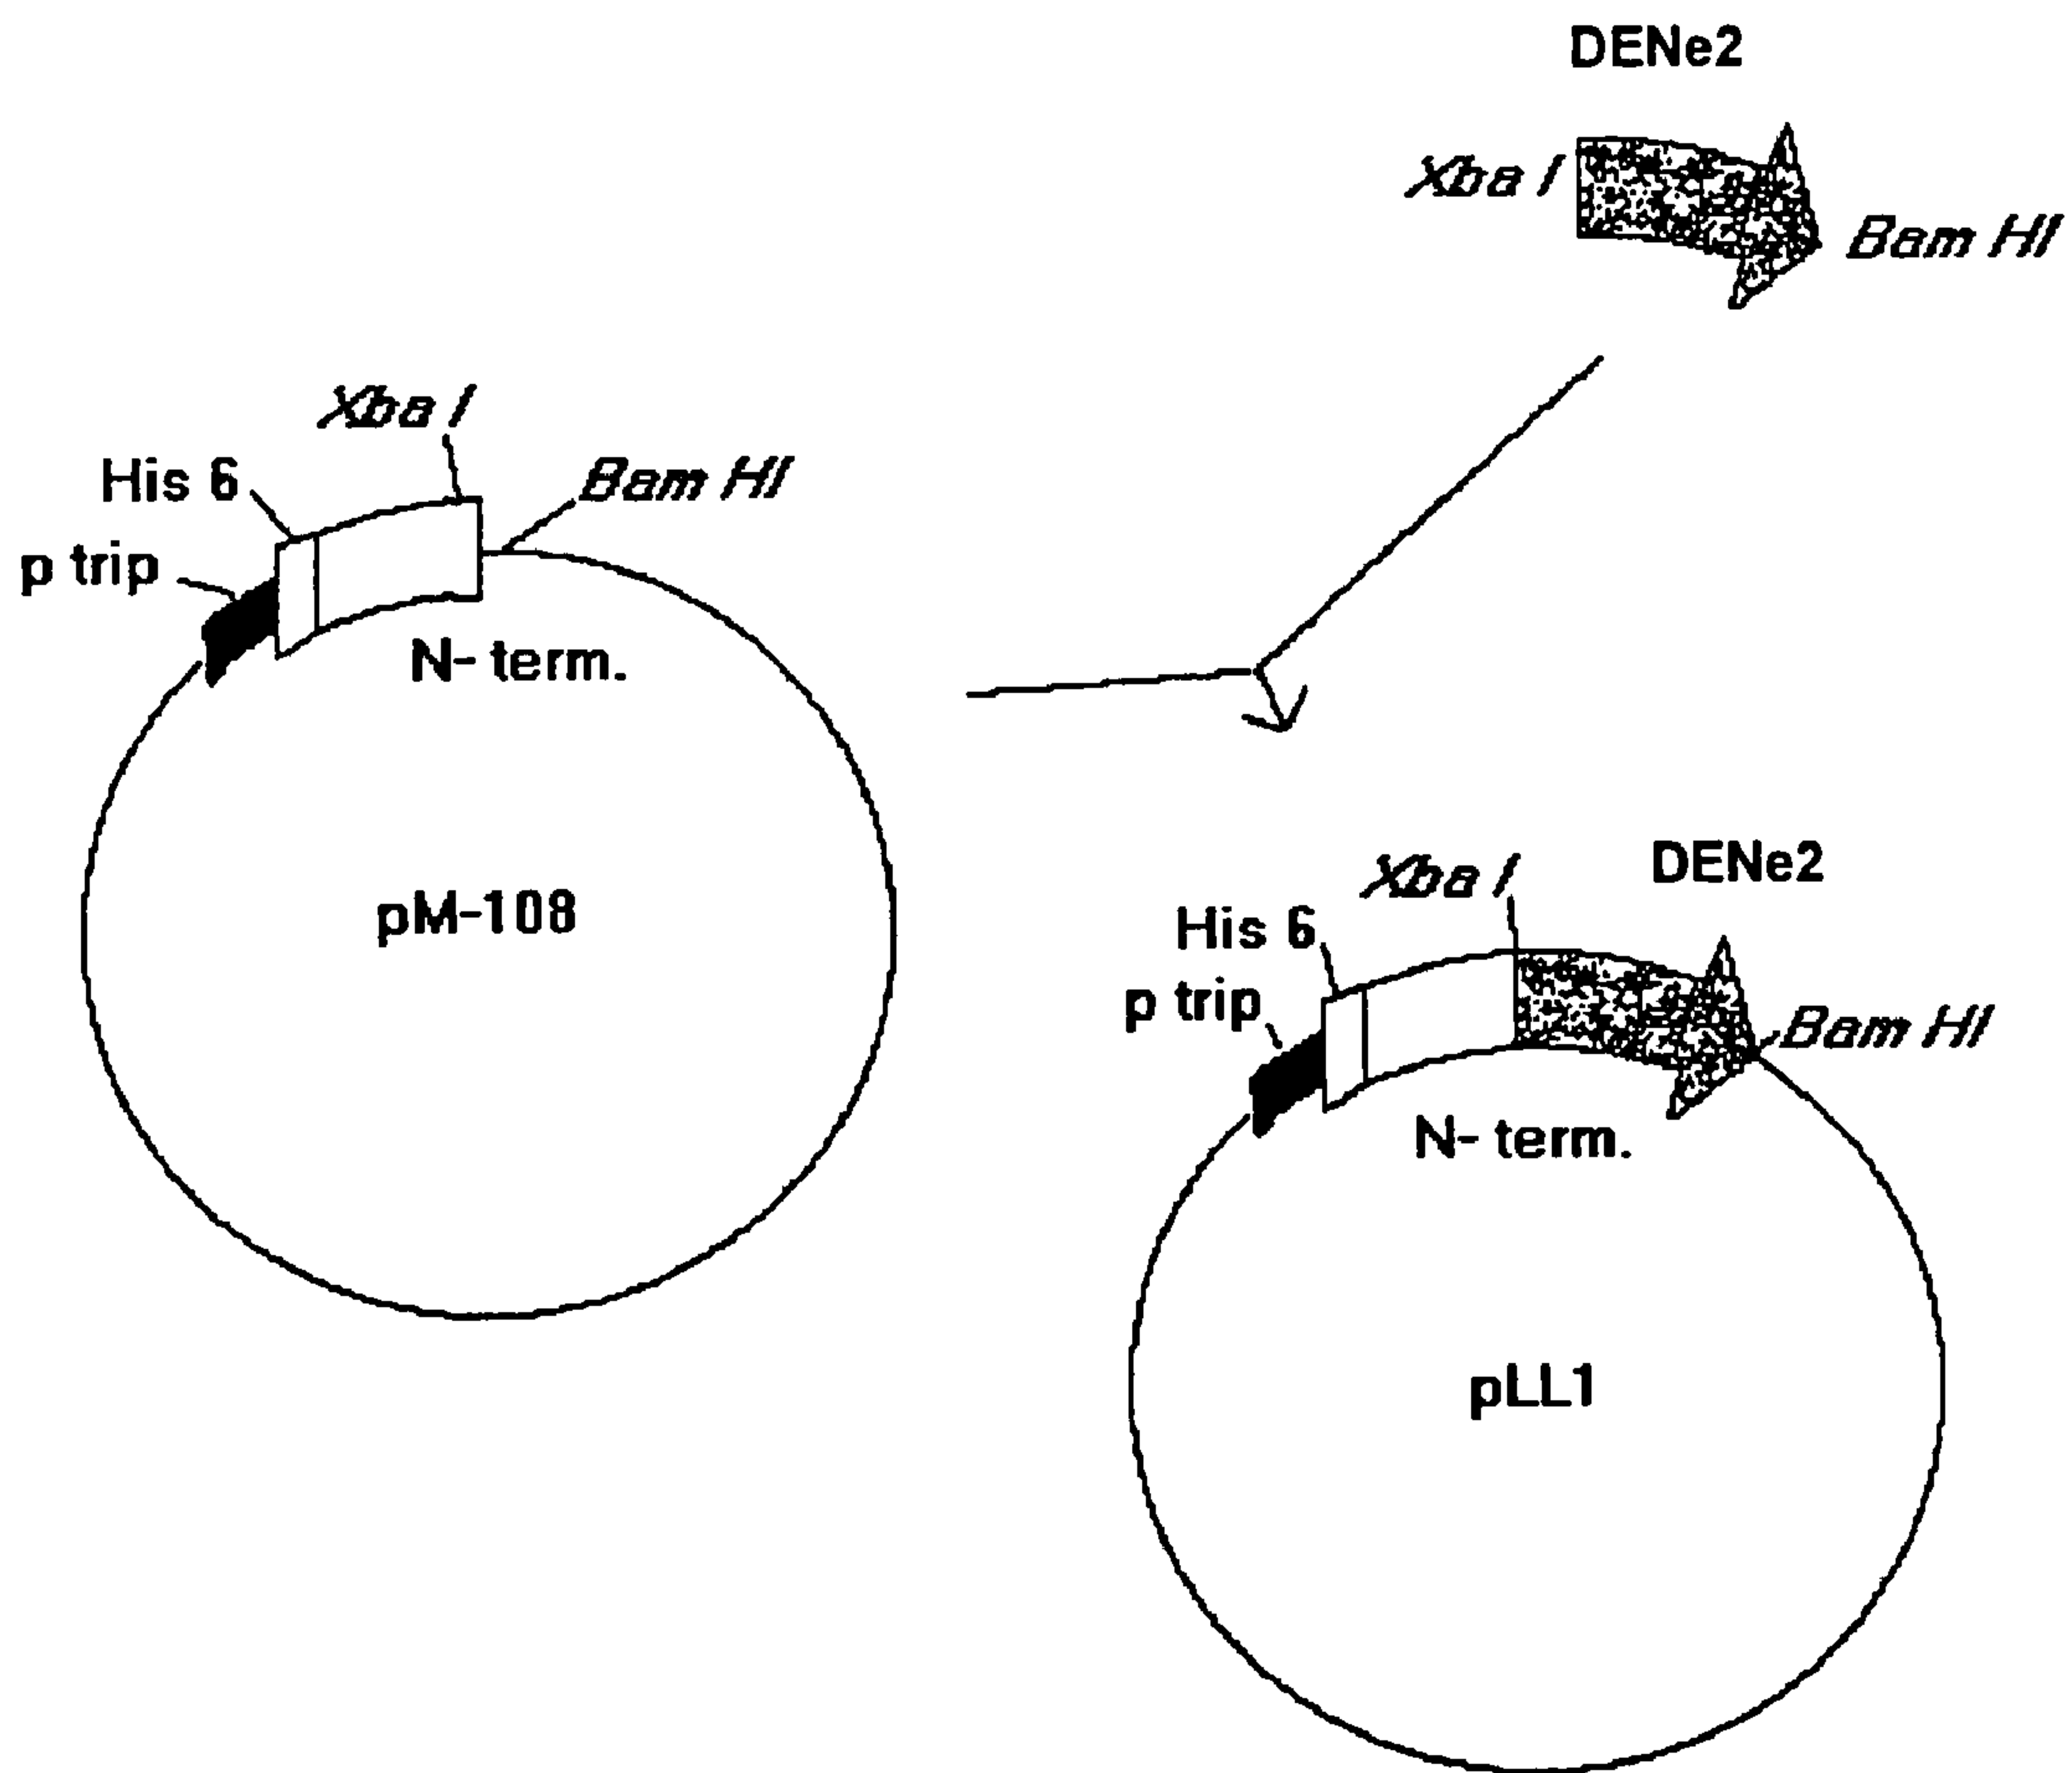 DENe2
Xba I
Bam HI
Xba I
His 6
Bam HI
p trip
N- term.
pM-108
DENe2
Xba I
His 6
p trip
Bam HI
N- term.
pLL1